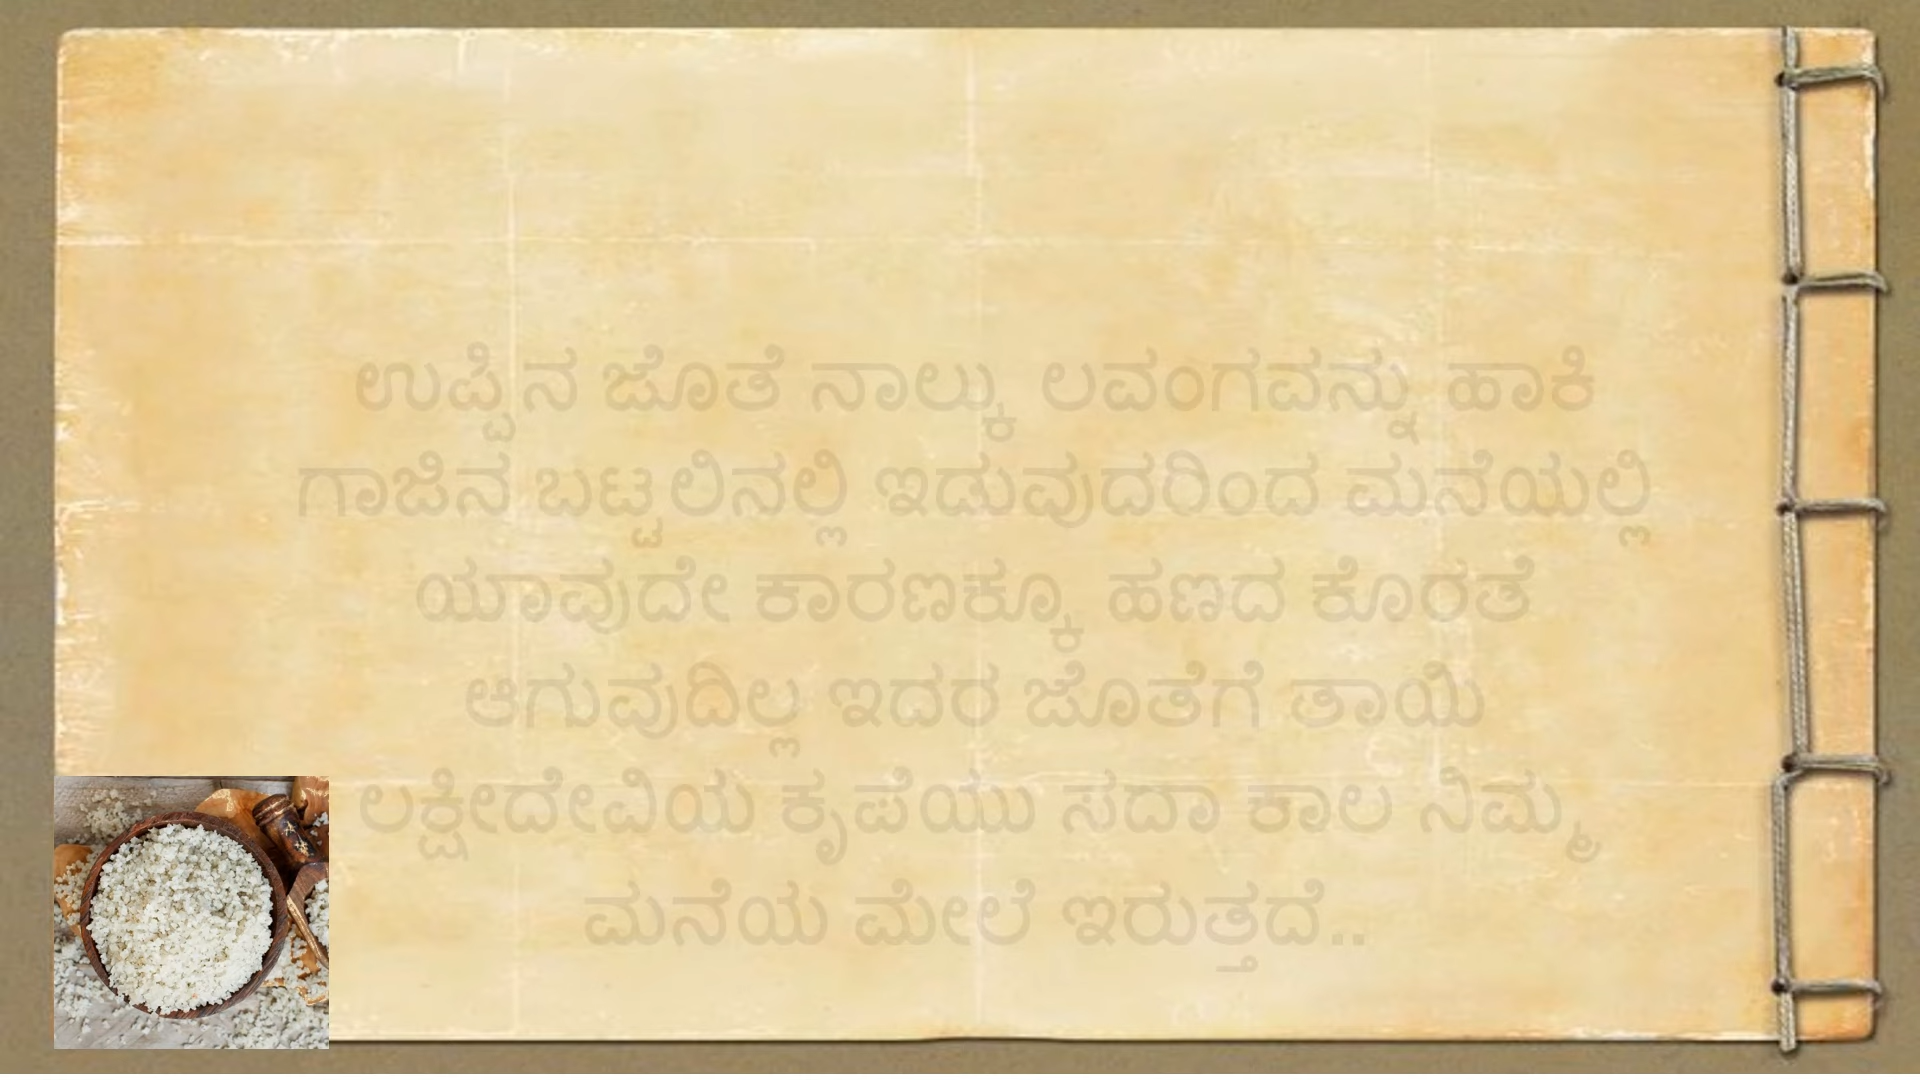 ಉಪ್ಪಿನ ಜೊತೆ ನಾಲ್ಕು ಲವಂಗವನ್ನು ಹಾಕಿ
ಗಾಜಿನ ಬಟ್ಟಲಿನಲ್ಲಿ ಇಡುವುದರಿಂದ ಮನೆಯಲ್ಲಿ
ಯಾವುದೇ ಕಾರಣಕ್ಕೂ ಹಣದ ಕೊರತೆ
ಆಗುವುದಿಲ್ಲ ಇದರ ಜೊತೆಗೆ ತಾಯಿ
ಲಕ್ಷ್ಮೀದೇವಿಯ ಕೃಪೆಯು ಸದಾ ಕಾಲ ನಿಮ್ಮ
ಮನೆಯ ಮೇಲೆ ಇರುತ್ತದೆ..